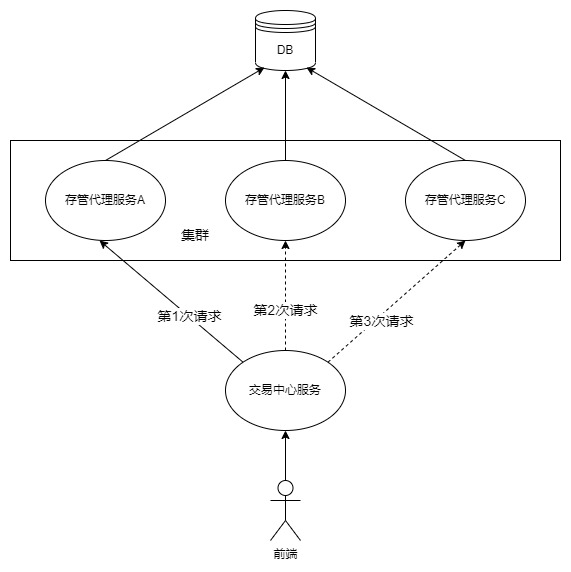 DB
存管代理服务A
存管代理服务B
存管代理服务C
集群
第1次请求
第2次请求
第3次请求
交易中心服务
前端